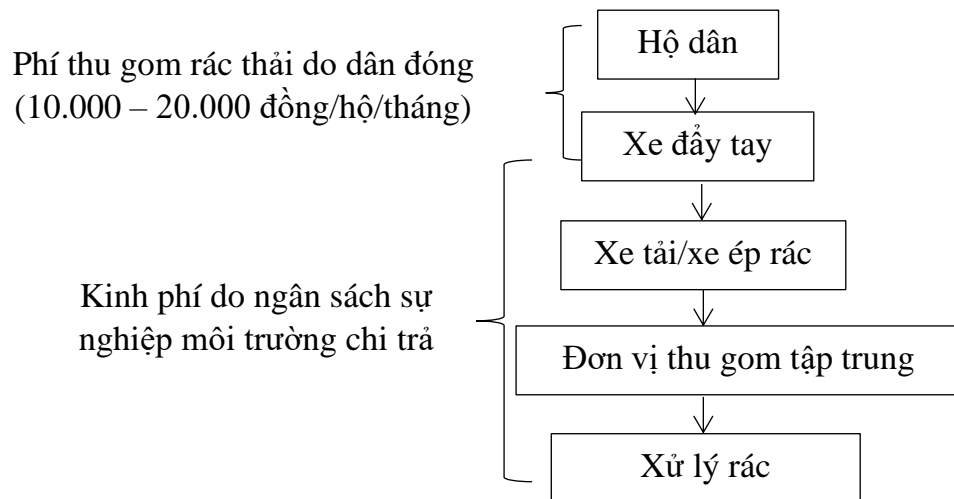 Hộ dân
Phí thu gom rác thải do dân đóng
(10.000 – 20.000 đồng/hộ/tháng)
Xe đẩy tay
Xe tải/xe ép rác
Kinh phí do ngân sách sự
nghiệp môi trường chi trả
Đơn vị thu gom tập trung
Xử lý rác